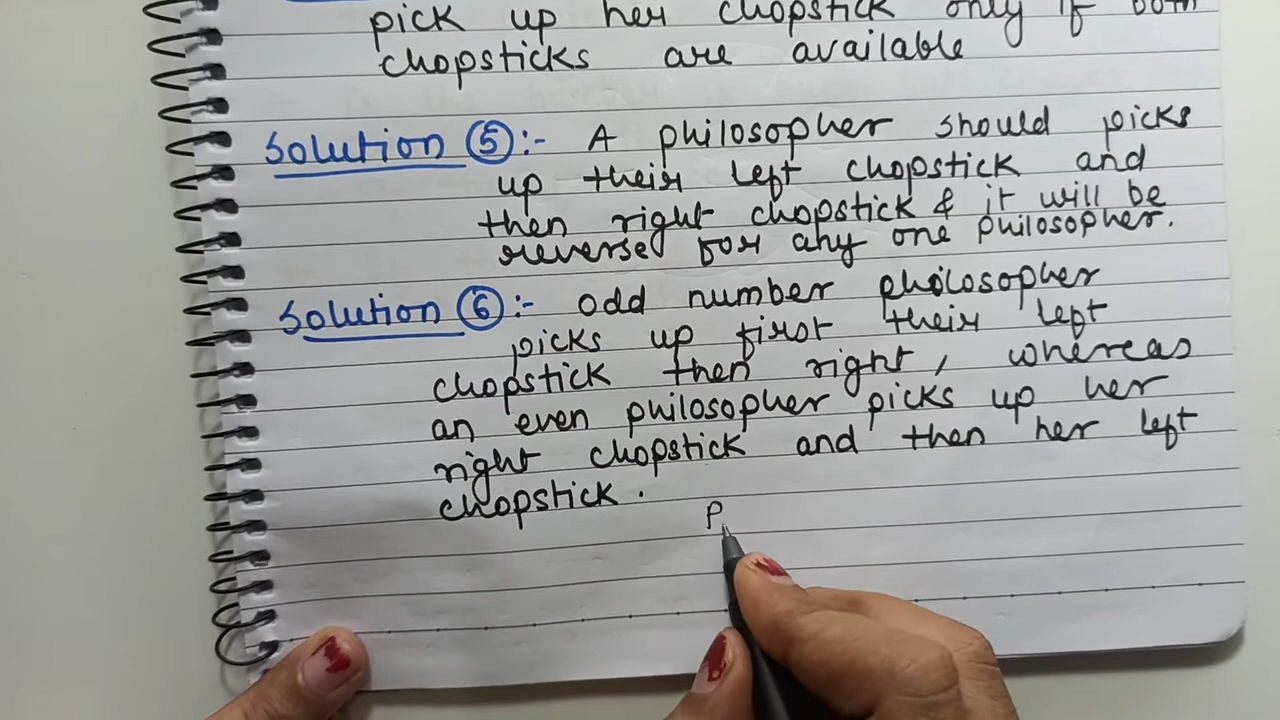 pick up her chopstick only if both
chopsticks are available
Solution 5:- A philosopher should picks
up their left chopstick and
then right chopstick & it will be
reverse for any one philosopher.
Solution 6:- Odd number philosopher
picks up first their left
chopstick then right, whereas
an even philosopher picks up her
right chopstick and then her left
chopstick.
P